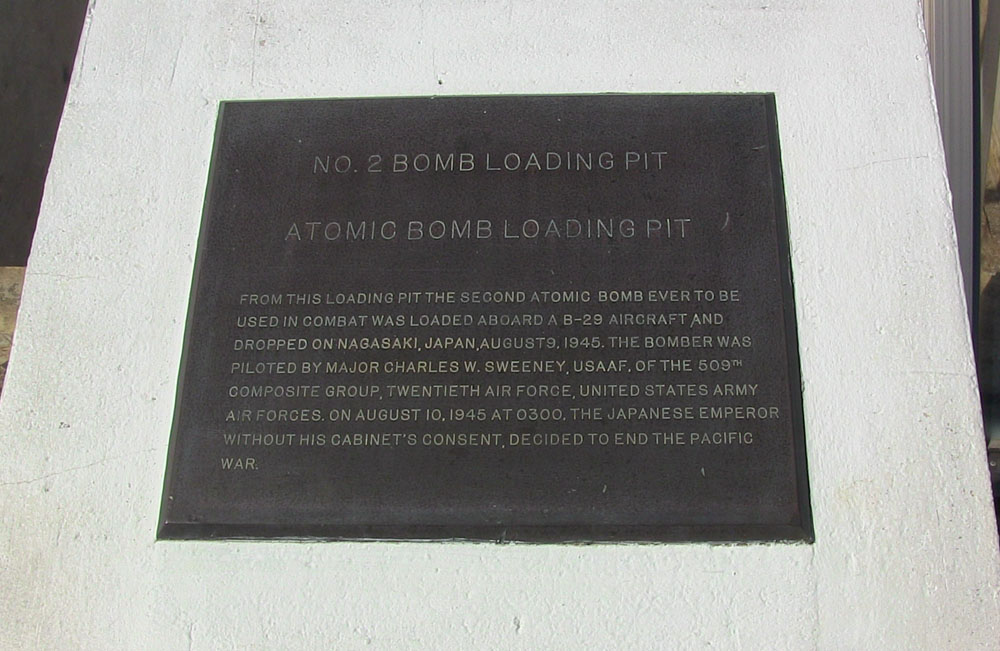 NO. 2 BOMB LOADING PIT
ATOMIC BOMB LOADING PIT
FROM THIS LOADING PIT THE SECOND ATOMIC BOMB EVER TO BE
USED IN COMBAT WAS LOADED ABOARD A B-29 AIRCRAFT AND
DROPPED ON NAGASAKI, JAPAN, AUGUST 9, 1945. THE BOMBER WAS
PILOTED BY MAJOR CHARLES W. SWEENEY, USAAF, OF THE 509TH
COMPOSITE GROUP, TWENTIETH AIR FORCE, UNITED STATES ARMY
AIR FORCES. ON AUGUST 10, 1945 AT 0300, THE JAPANESE EMPEROR
WITHOUT HIS CABINET'S CONSENT, DECIDED TO END THE PACIFIC
WAR.